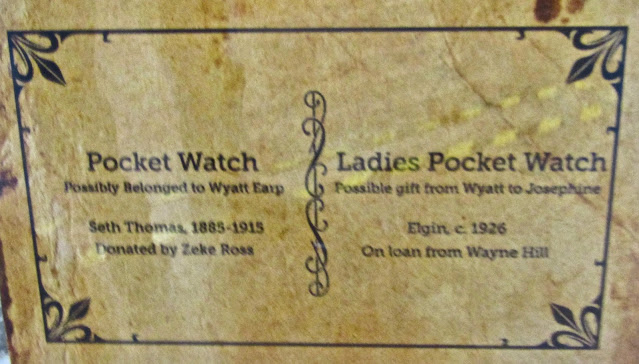 Pocket Watch
Possibly Belonged to Wyatt Earp
Seth Thomas, 1885-1915
Donated by Zeke Ross
Ladies Pocket Watch
Possible gift from Wyatt to Josephine
Elgin, c. 1926
On loan from Wayne Hill